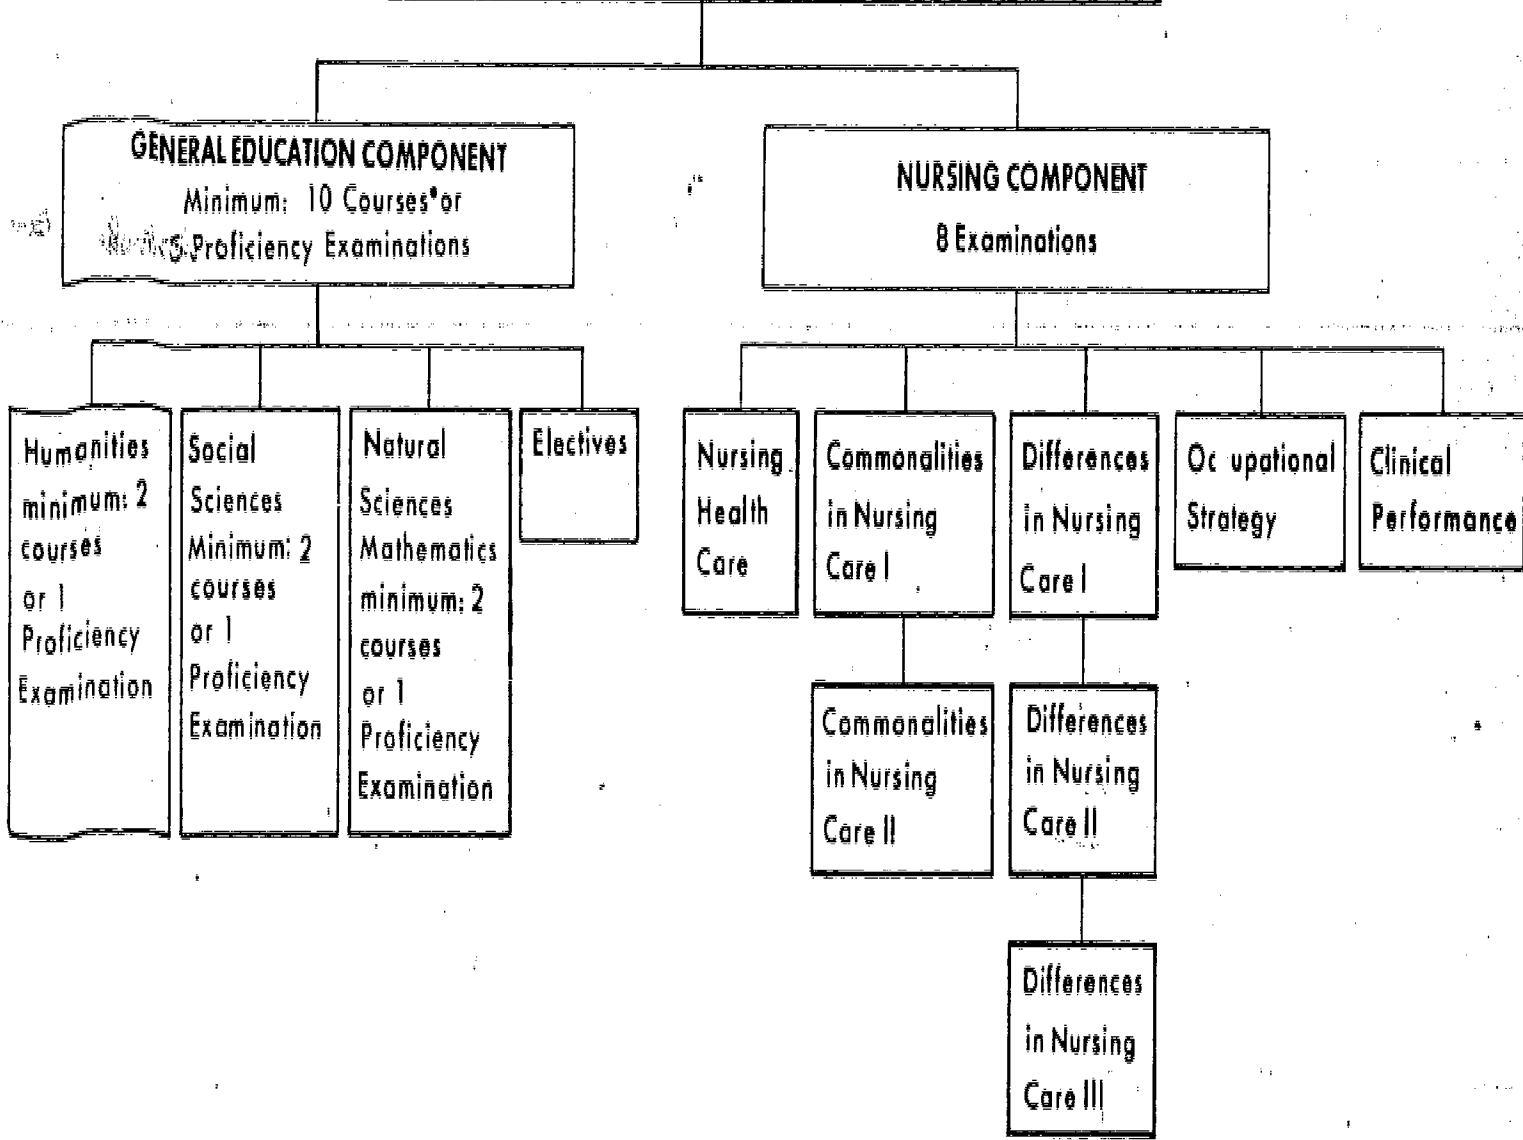 GENERAL EDUCATION COMPONENT
Minimum: 10 Courses* or
5 Proficiency Examinations
NURSING COMPONENT
8 Examinations
Humanities
minimum: 2
courses
or 1
Proficiency
Examination
Social
Sciences
Minimum: 2
courses
or 1
Proficiency
Examination
Natural
Sciences
Mathematics
minimum: 2
courses
or 1
Proficiency
Examination
Electives
Nursing
Health
Care
Commonalities
in Nursing
Care I
Commonalities
in Nursing
Care II
Differences
in Nursing
Care I
Differences
in Nursing
Care II
Differences
in Nursing
Care III
Oc upational
Strategy
Clinical
Performance